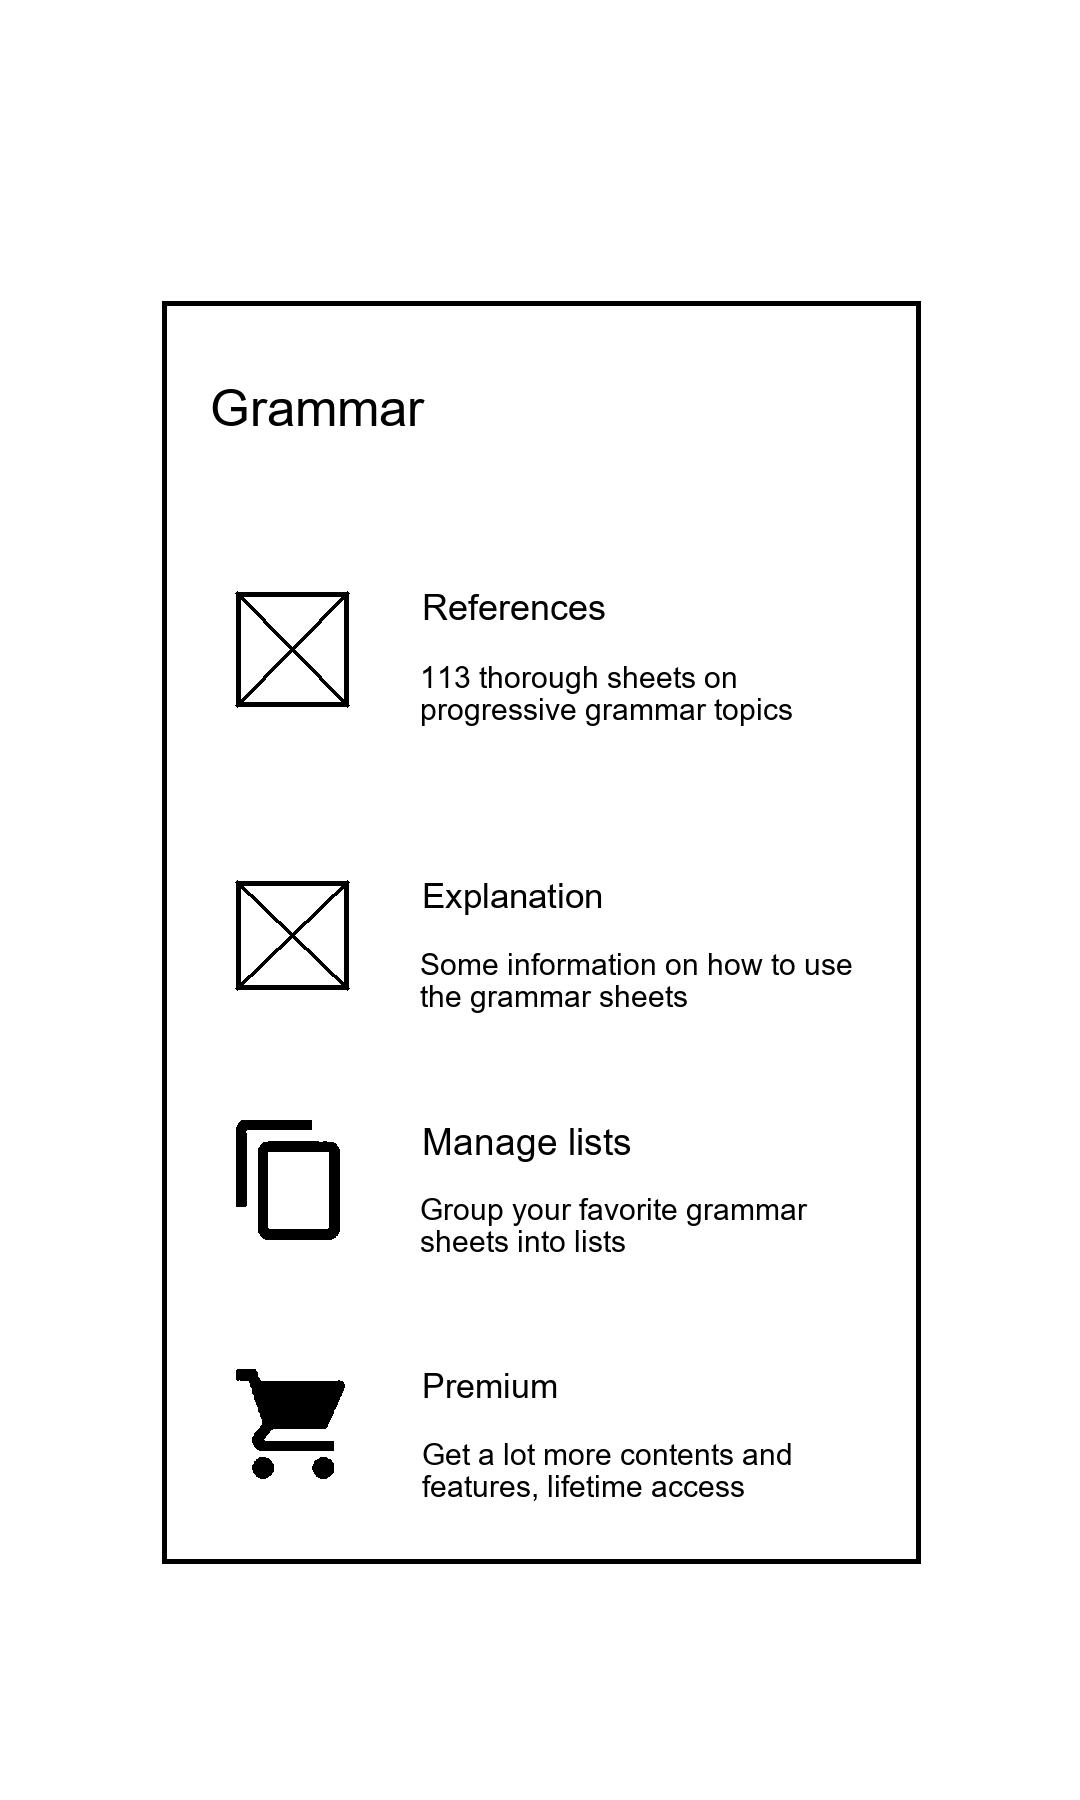 Grammar
References
113 thorough sheets on
progressive grammar topics
Explanation
Some information on how to use
the grammar sheets
Manage lists
Group your favorite grammar
sheets into lists
Premium
Get a lot more contents and
features, lifetime access